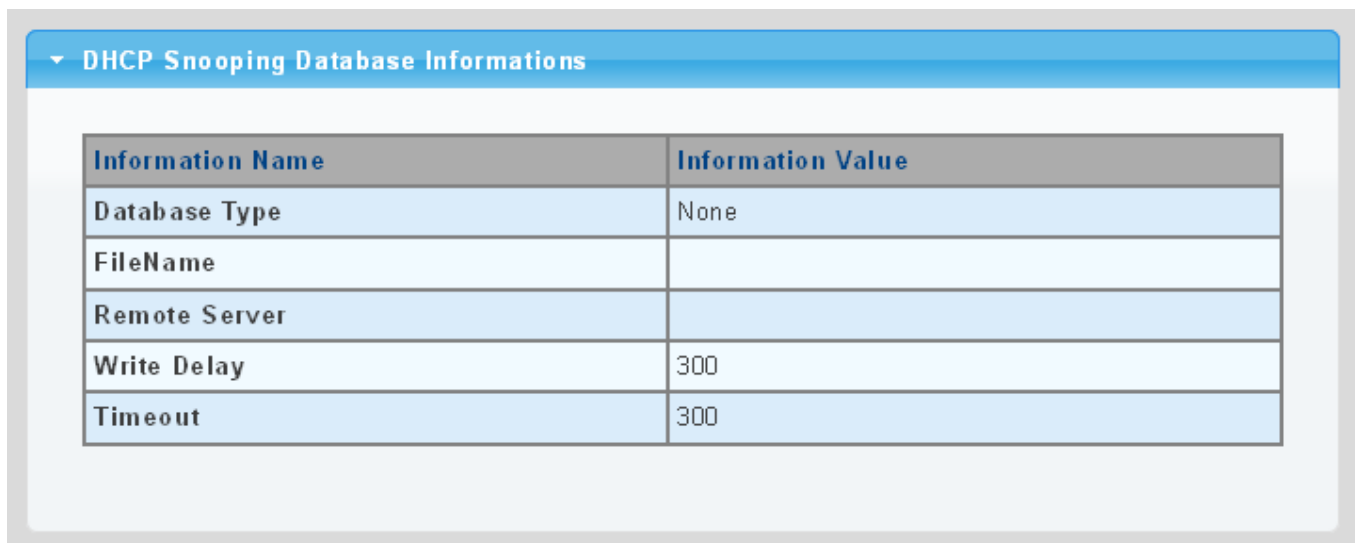 DHCP Snooping Database Informations
Information Name Information Value
Database Type None
FileName
Remote Server
Write Delay 300
Timeout 300